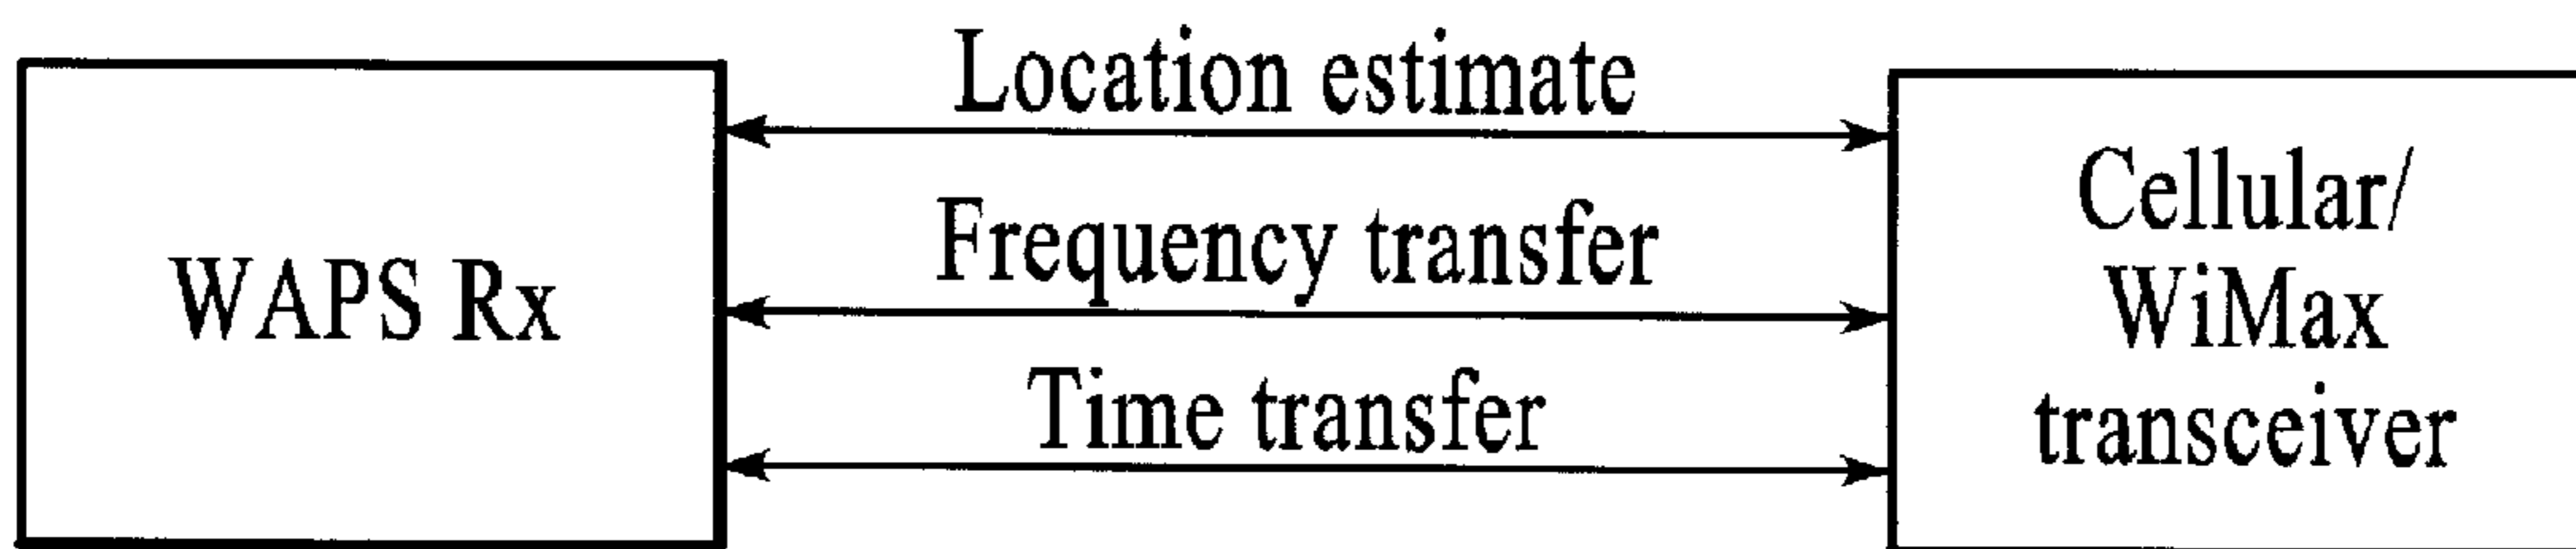 WAPS Rx
Location estimate
Frequency transfer
Time transfer
Cellular/
WiMax
transceiver